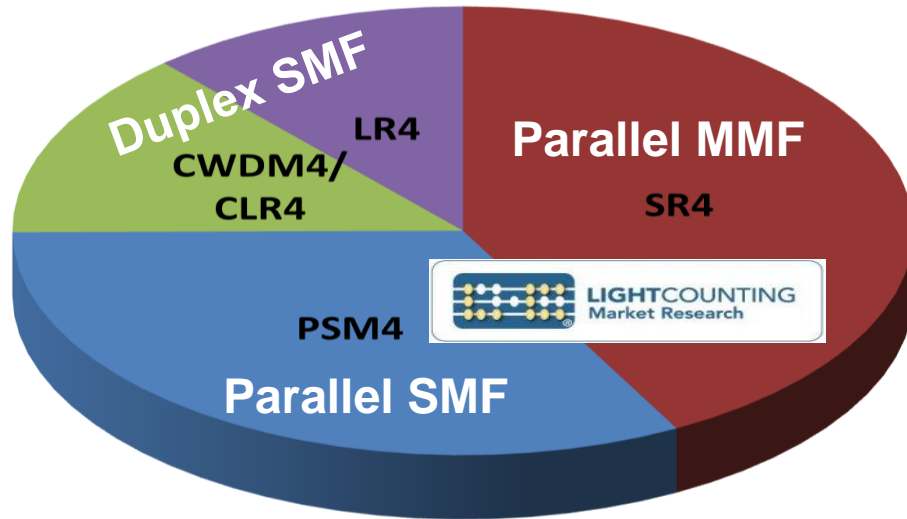 Duplex SMF
LR4
Parallel MMF
CWDM4/
CLR4
SR4
LIGHTCOUNTING
Market Research
®
PSM4
Parallel SMF